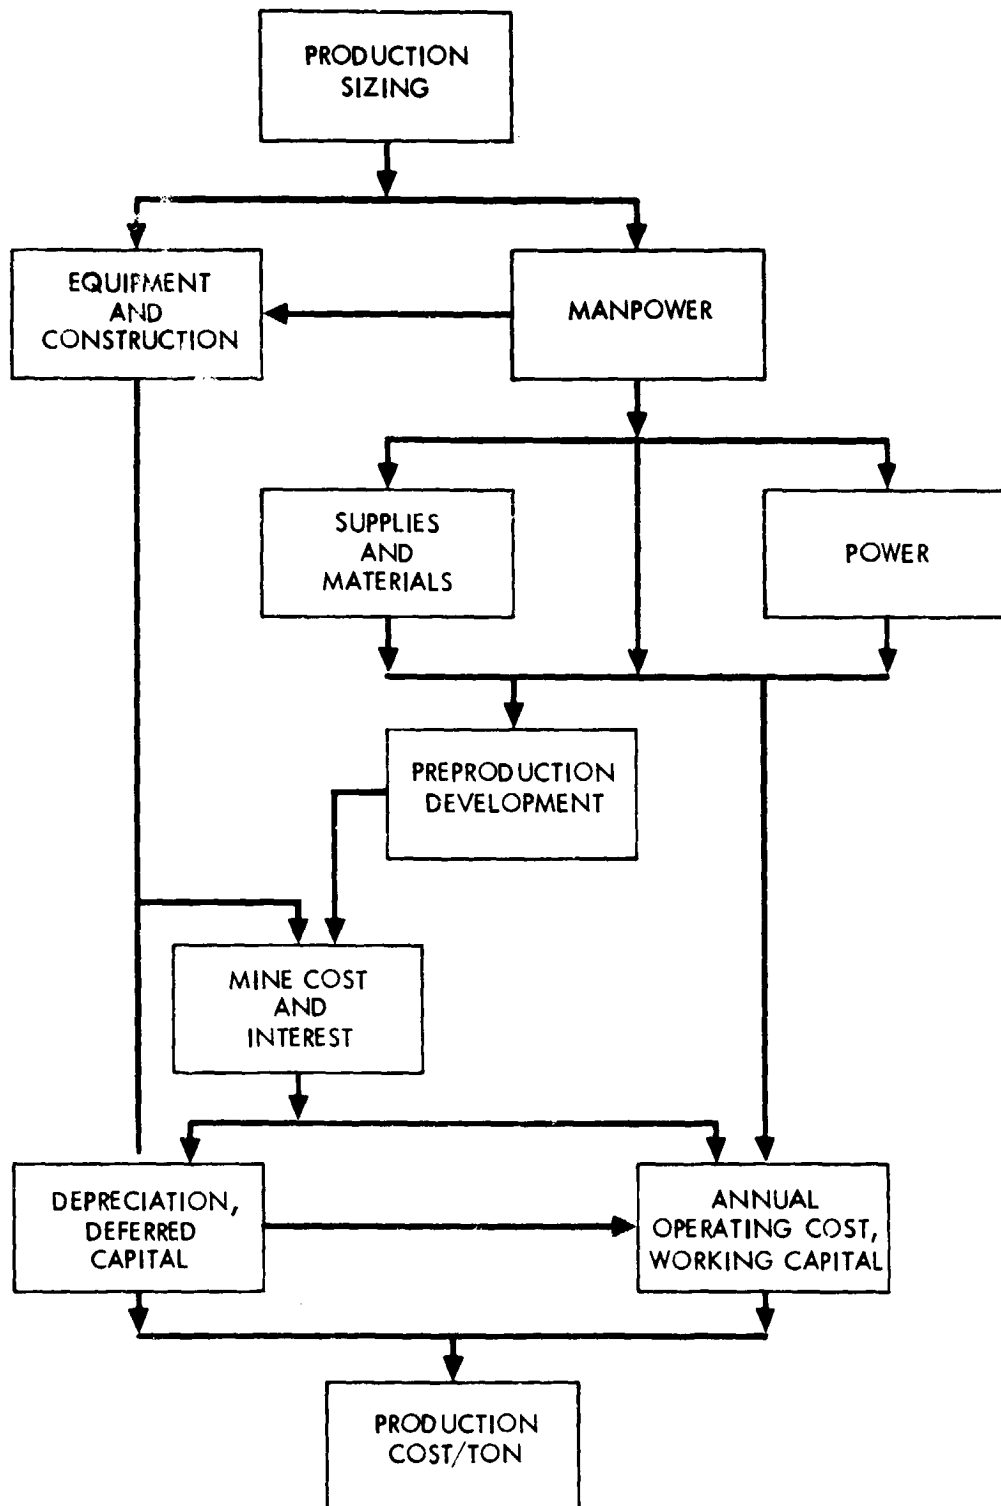 PRODUCTION
SIZING
EQUIPMENT
AND
CONSTRUCTION
MANPOWER
SUPPLIES
AND
MATERIALS
POWER
PREPRODUCTION
DEVELOPMENT
MINE COST
AND
INTEREST
DEPRECIATION,
DEFERRED
CAPITAL
ANNUAL
OPERATING COST,
WORKING CAPITAL
PRODUCTION
COST/TON